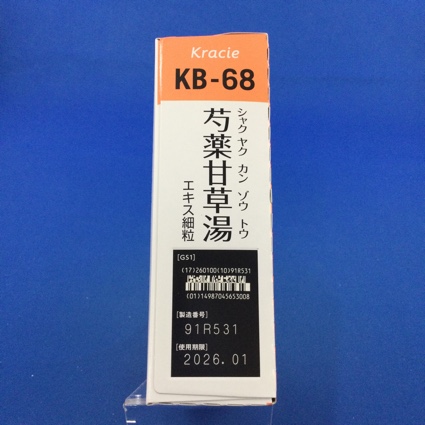 Kracie
KB-68
シャクヤクカンゾウトウ
芍薬甘草湯
エキス細粒
[GS1]
(17)260100(10)91R531
(01)14987045653008
[製造番号]
91R531
[使用期限]
2026.01